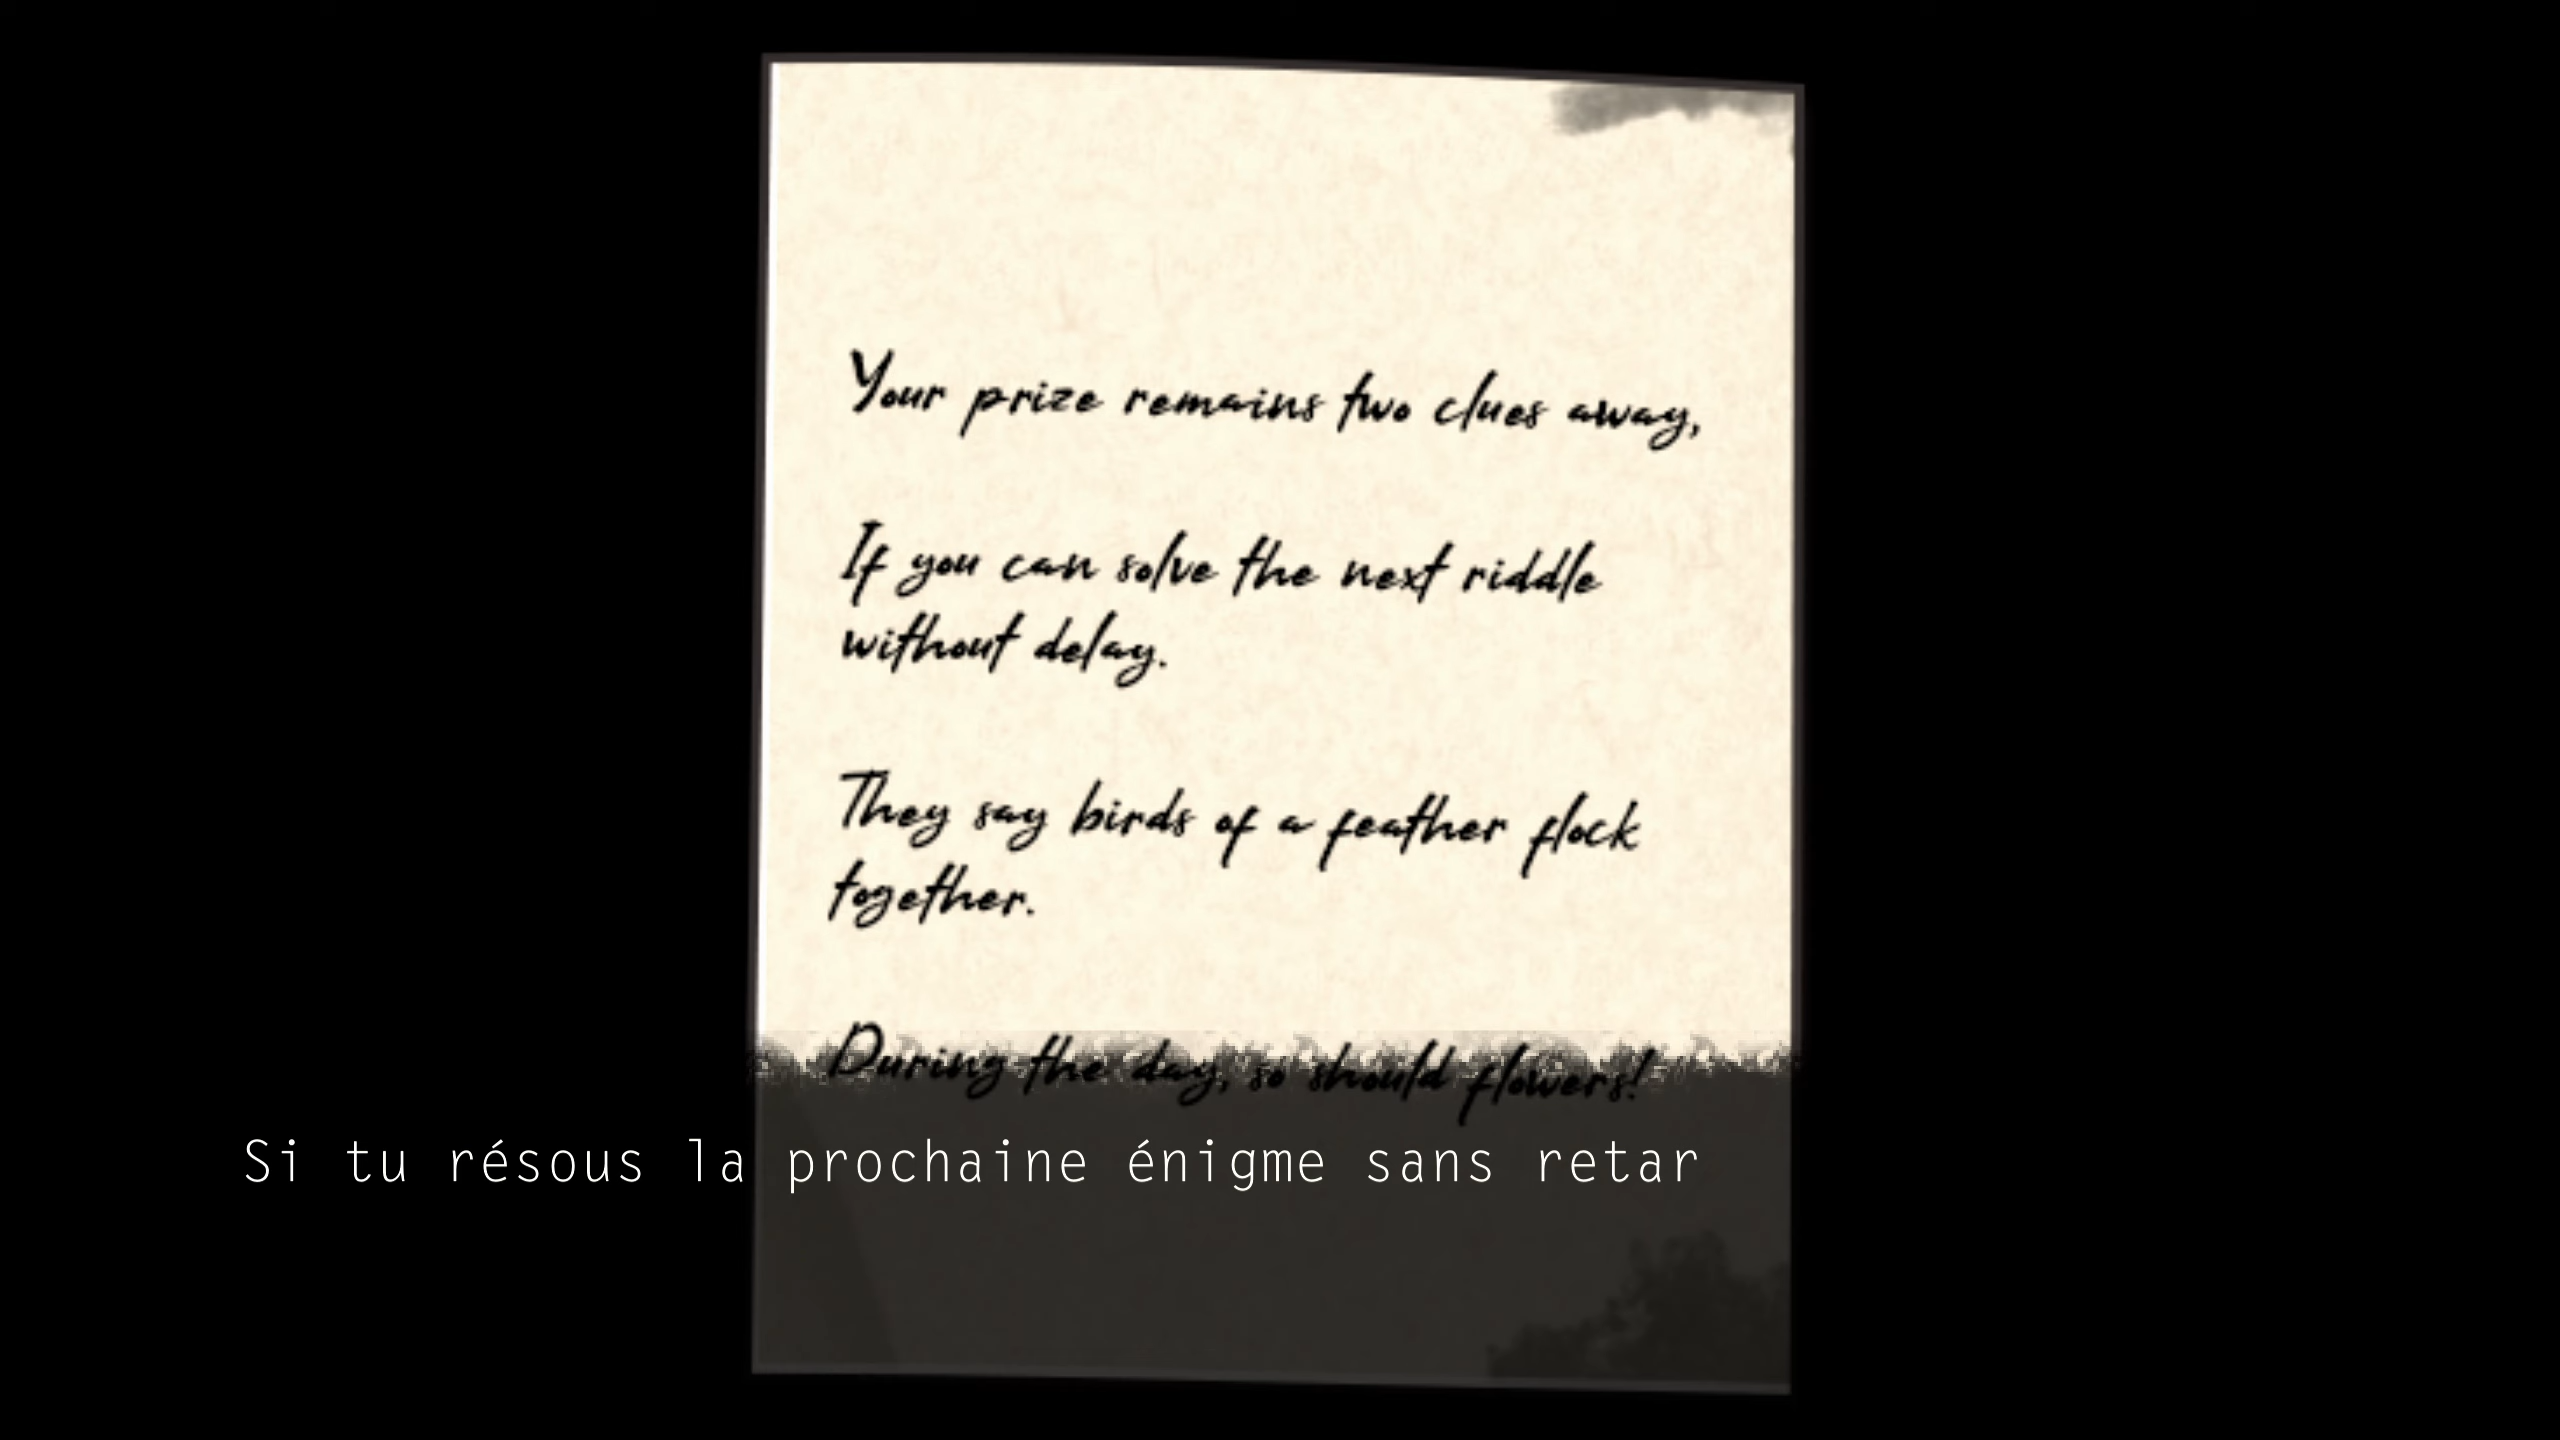 Your prize remains two clues away,
If you can solve the next riddle
without delay.
They say birds of a feather flock
together.
During the day, so should flowers!
Si tu résous la prochaine énigme sans retar